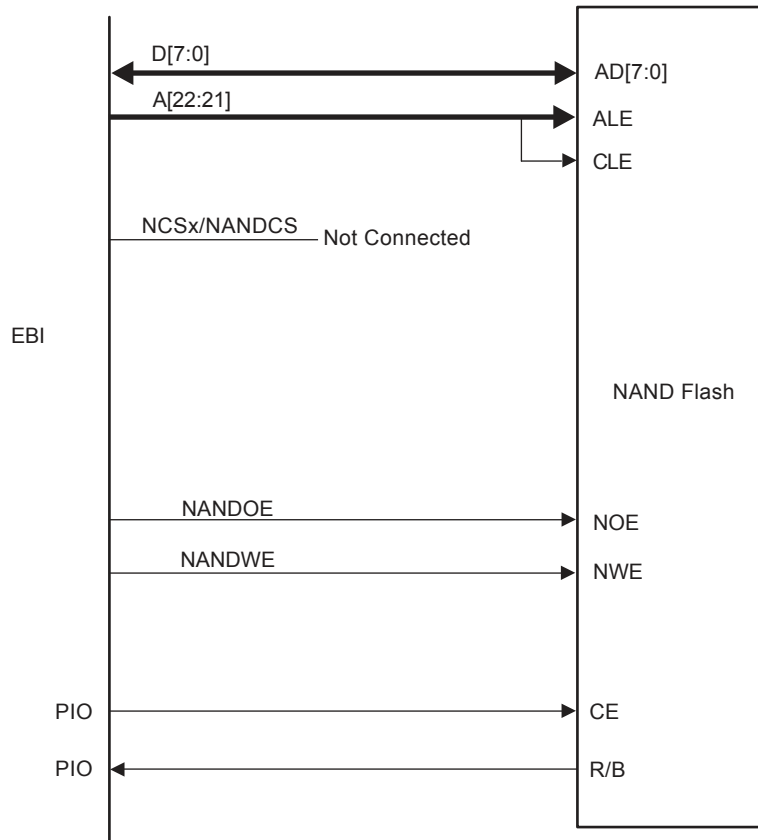 D[7:0]
AD[7:0]
A[22:21]
ALE
CLE
NCSx/NANDCS
Not Connected
EBI
NAND Flash
NANDOE
NOE
NANDWE
NWE
PIO
CE
PIO
R/B